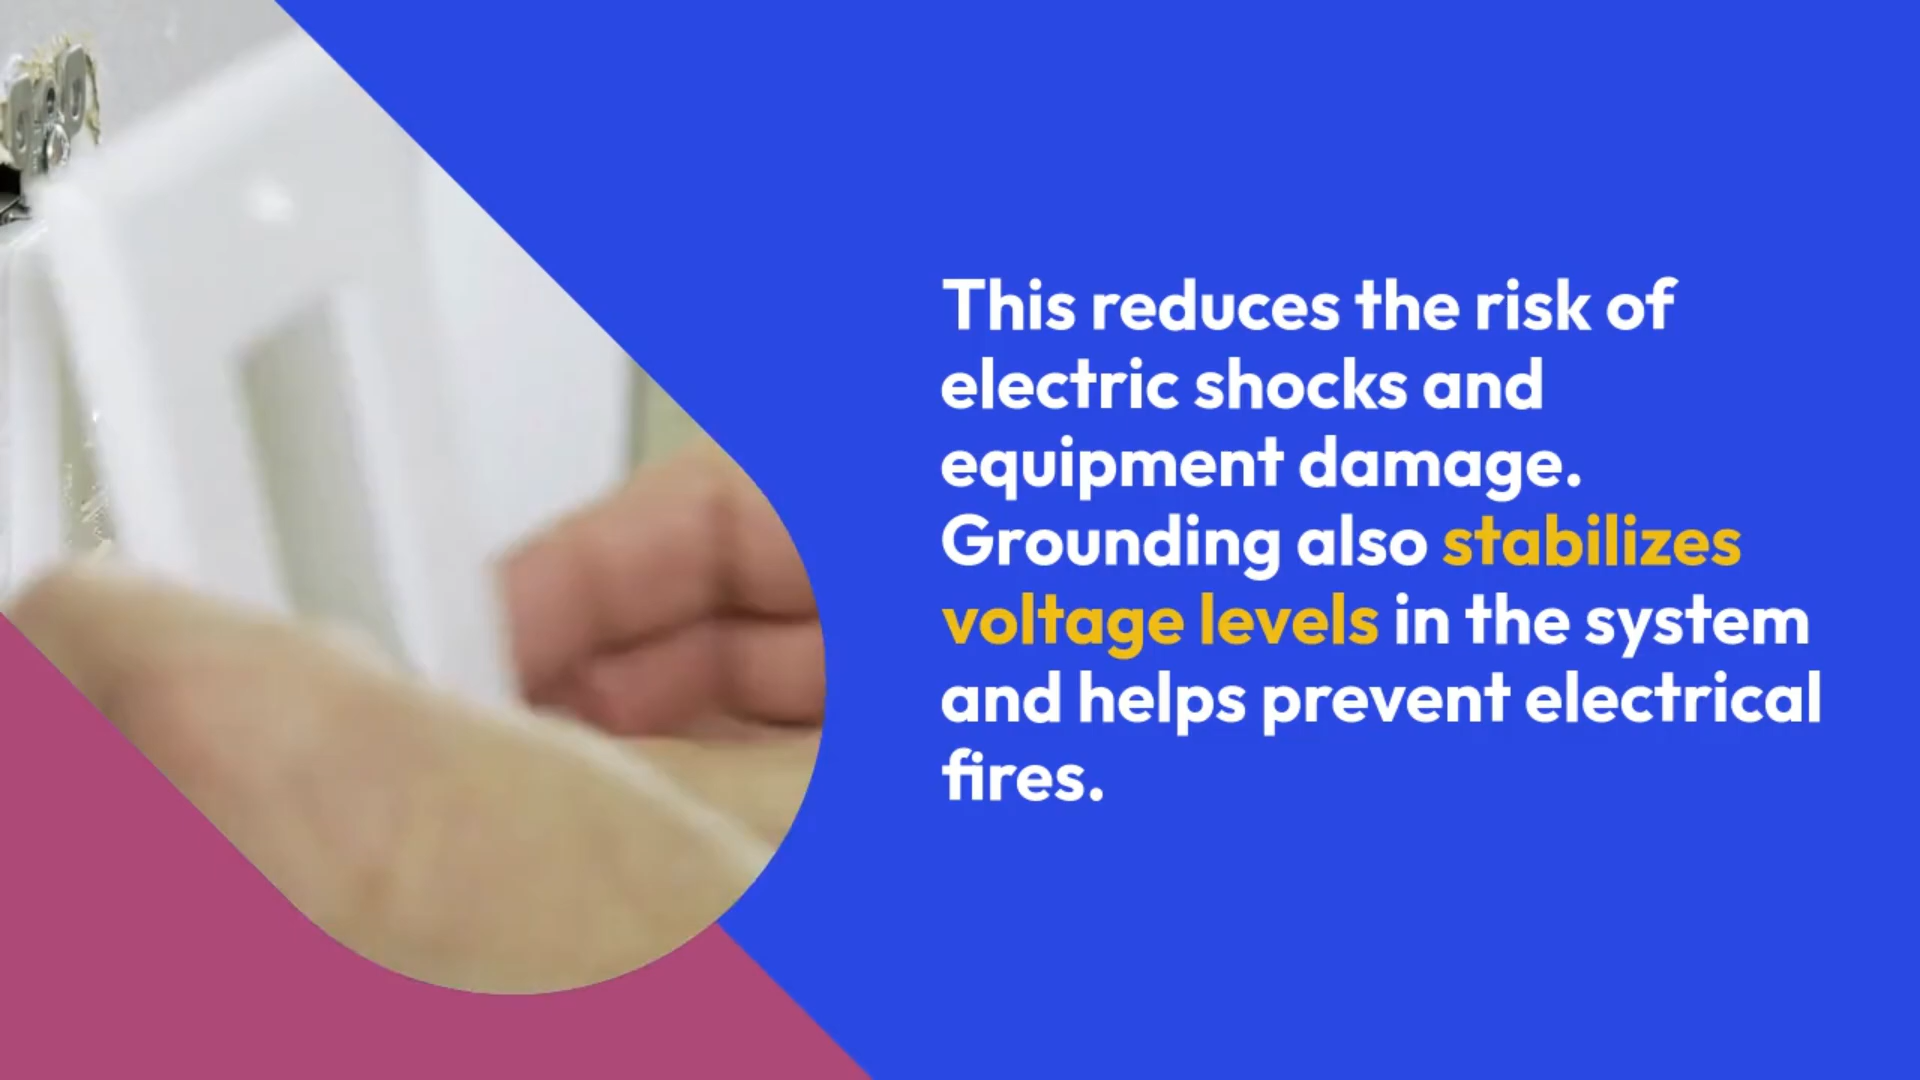 This reduces the risk of
electric shocks and
equipment damage.
Grounding also stabilizes
voltage levels in the system
and helps prevent electrical
fires.